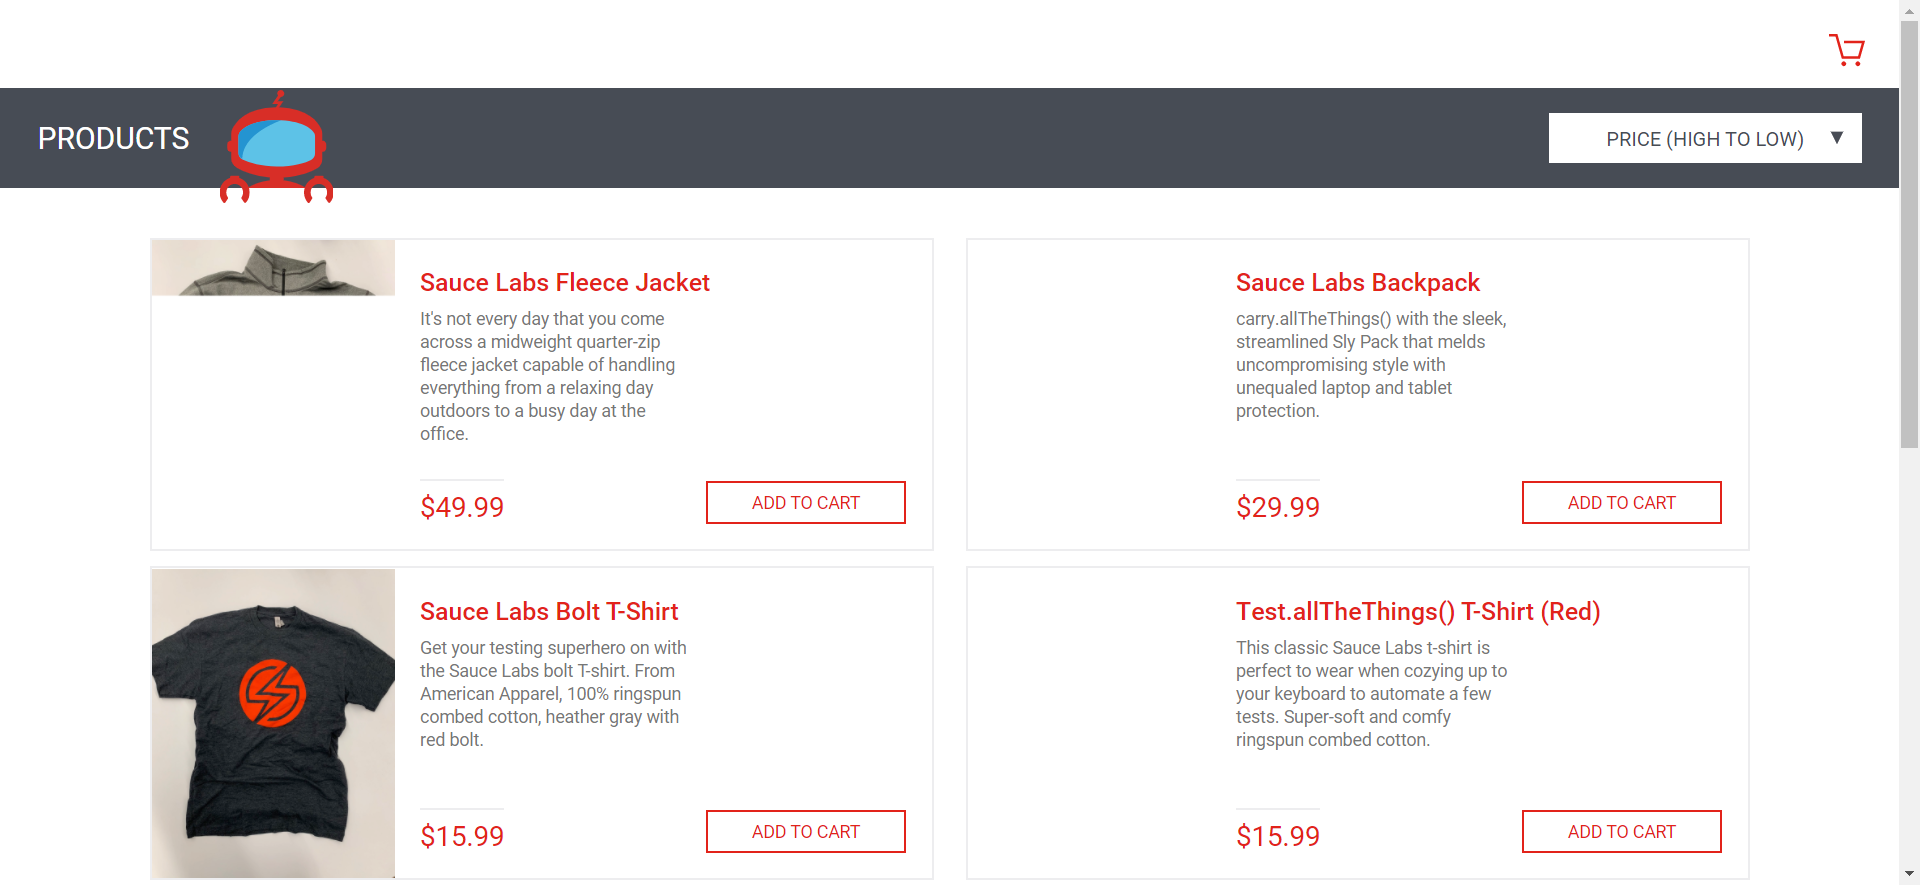 PRODUCTS
PRICE (HIGH TO LOW)
Sauce Labs Fleece Jacket
It's not every day that you come
across a midweight quarter-zip
fleece jacket capable of handling
everything from a relaxing day
outdoors to a busy day at the
office.
$49.99
ADD TO CART
Sauce Labs Backpack
carry.allTheThings() with the sleek,
streamlined Sly Pack that melds
uncompromising style with
unequaled laptop and tablet
protection.
$29.99
ADD TO CART
Sauce Labs Bolt T-Shirt
Get your testing superhero on with
the Sauce Labs bolt T-shirt. From
American Apparel, 100% ringspun
combed cotton, heather gray with
red bolt.
$15.99
ADD TO CART
Test.allTheThings() T-Shirt (Red)
This classic Sauce Labs t-shirt is
perfect to wear when cozying up to
your keyboard to automate a few
tests. Super-soft and comfy
ringspun combed cotton.
$15.99
ADD TO CART